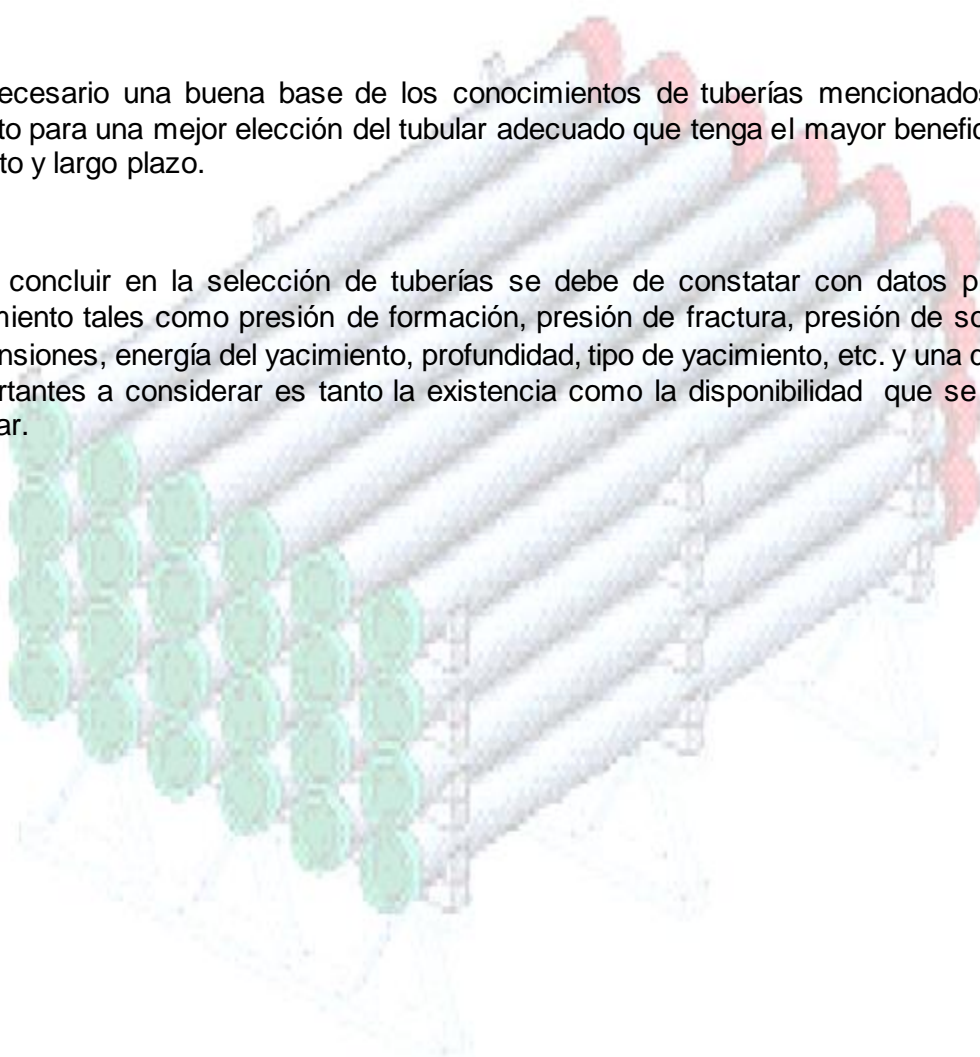 ecesario una buena base de los conocimientos de tuberías mencionados
to para una mejor elección del tubular adecuado que tenga el mayor benefic
to y largo plazo.
concluir en la selección de tuberías se debe de constatar con datos p
miento tales como presión de formación, presión de fractura, presión de so
nsiones, energía del yacimiento, profundidad, tipo de yacimiento, etc. y una
rtantes a considerar es tanto la existencia como la disponibilidad que se
ar.